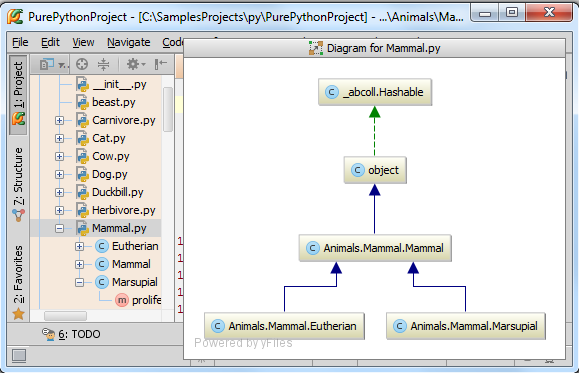 PurePythonProject - [C:\SamplesProjects\py\PurePythonProject] - ...\Animals\Ma...
File Edit View Navigate
1: Project
7: Structure
2: Favorites
__init__.py
beast.py
Carnivore.py
Cat.py
Cow.py
Dog.py
Duckbill.py
Herbivore.py
Mammal.py
C Eutherian
C Mammal
C Marsupial
m prolife
6: TODO
Diagram for Mammal.py
C _abcoll.Hashable
C object
C Animals.Mammal.Mammal
C Animals.Mammal.Eutherian
C Animals.Mammal.Marsupial
Powered by yFiles